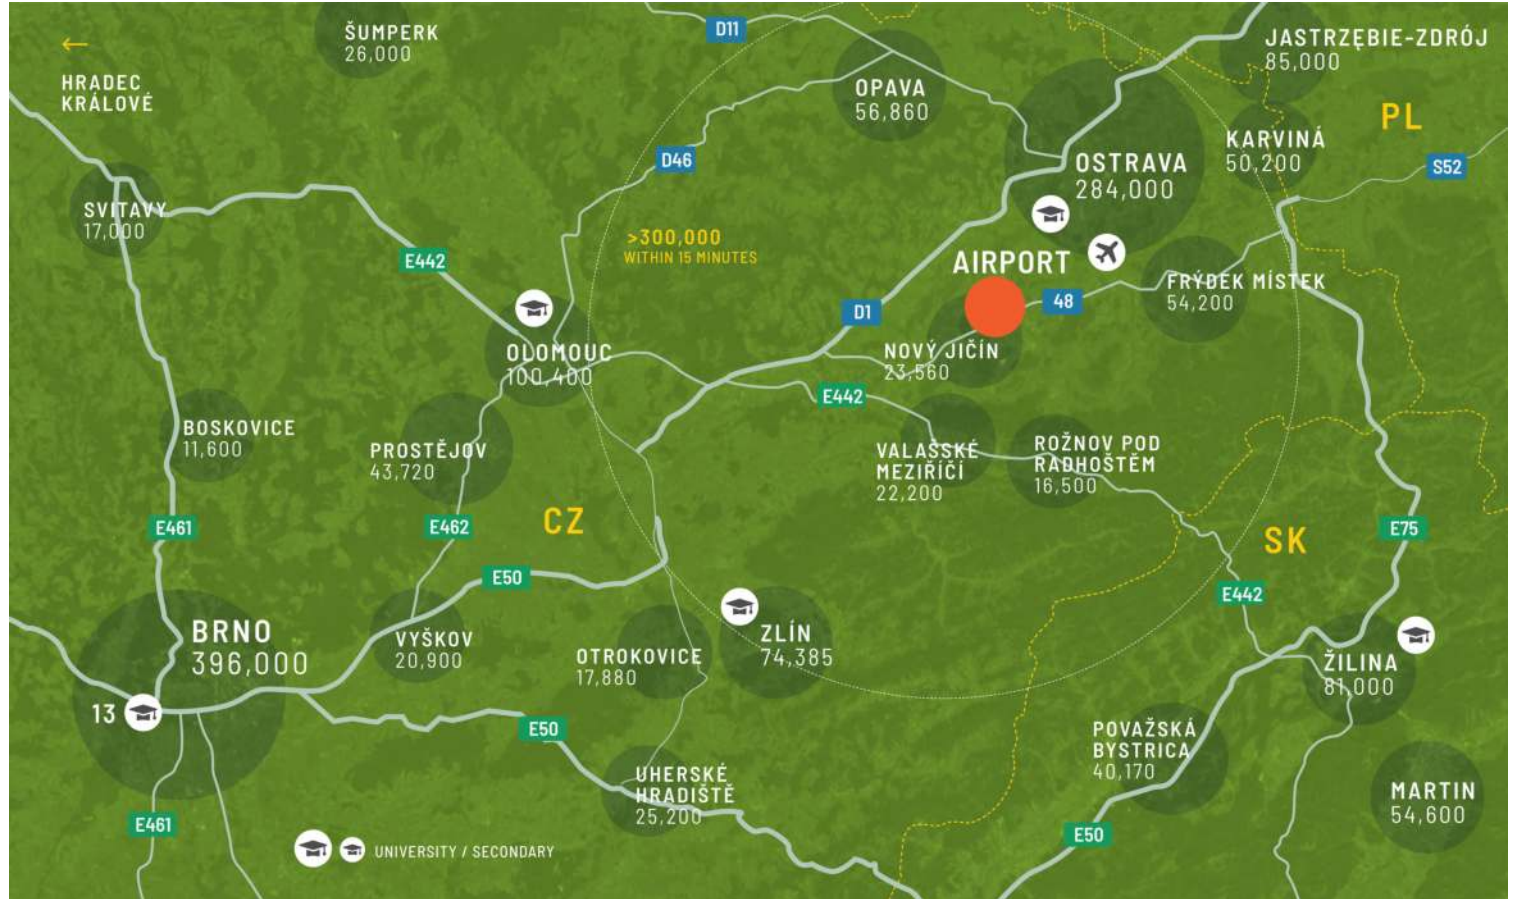 ←
HRADEC
KRÁLOVÉ
ŠUMPERK
26,000
D11
JASTRZĘBIE-ZDRÓJ
85,000
OPAVA
56,860
PL
KARVINÁ
50,200
D46
OSTRAVA
284,000
S52
SVITAVY
17,000
>300,000
WITHIN 15 MINUTES
E442
AIRPORT
FRÝDEK MÍSTEK
54,200
D1
48
OLOMOUC
100,400
NOVÝ JIČÍN
23,560
E442
BOSKOVICE
11,600
PROSTĚJOV
43,720
VALAŠSKÉ
MEZIŘÍČÍ
22,200
ROŽNOV POD
RADHOŠTĚM
16,500
E461
E462
CZ
SK
E75
E50
E442
BRNO
396,000
VYŠKOV
20,900
OTROKOVICE
17,880
ZLÍN
74,385
ŽILINA
81,000
13
E50
POVAŽSKÁ
BYSTRICA
40,170
UHERSKÉ
HRADIŠTĚ
25,200
MARTIN
54,600
E461
E50
UNIVERSITY / SECONDARY